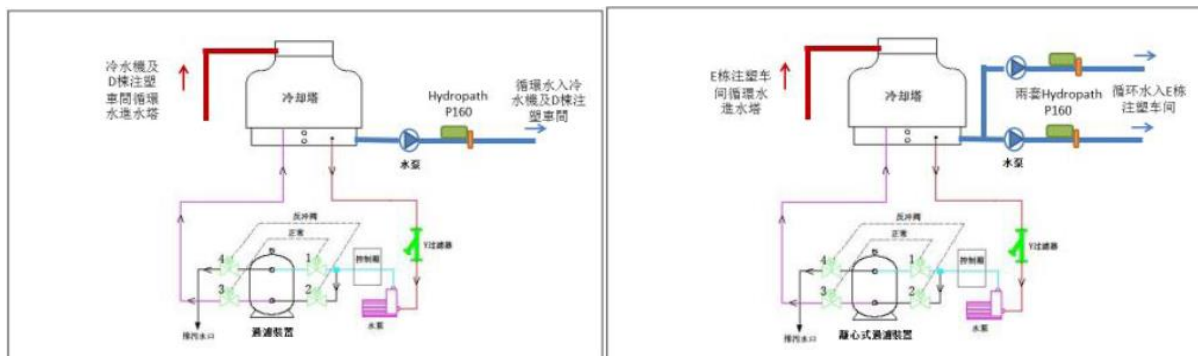 冷水機及
D棟注塑
車間循環
水進水塔
冷却塔
Hydropath
P160
循環水入冷
水機及D棟注
塑車間
水泵
反冲阀
正常
4
1
控制箱
Y过滤器
3
2
水泵
排污水口
過濾裝置
E栋注塑车
间循環水
進水塔
冷却塔
兩套Hydropath
P160
循环水入E栋
注塑车间
水泵
反冲阀
正常
4
1
控制箱
Y过滤器
3
2
水泵
排污水口
離心式過濾裝置